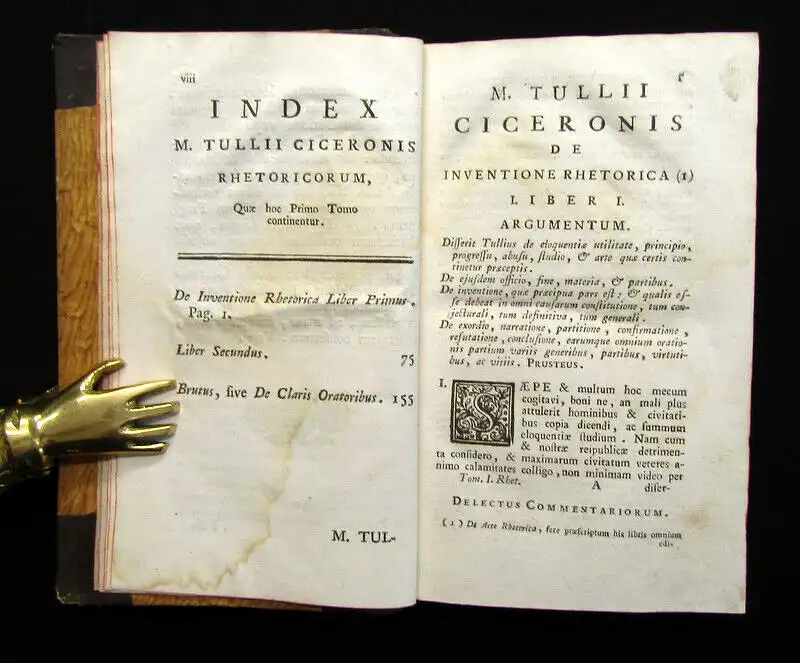 viii
INDEX
M. TULLII CICERONIS
RHETORICORUM,
Quæ hoc Primo Tomo
continentur.
De Inventione Rhetorica Liber Primus.
Pag. 1.
Liber Secundus. 75
Brutus, ſive De Claris Oratoribus. 155
M. TUL-
M. TULLII
CICERONIS
DE
INVENTIONE RHETORICA (1)
LIBER I.
ARGUMENTUM.
Diſſerit Tullius de eloquentiæ utilitate, principio,
progreſſu, abuſu, ſtudio, & arte quæ certis con-
tinetur præceptis.
De ejuſdem officio, fine, materia, & partibus.
De inventione, quæ præcipua pars eſt: & qualis eſ-
ſe debeat in omni cauſarum conſtitutione, tum con-
jecturali, tum definitiva, tum generali.
De exordio, narratione, partitione, confirmatione,
refutatione, concluſione, earumque omnium oratio-
nis partium variis generibus, partibus, virtuti-
bus, ac vitiis. PRUSTEUS.
I. SÆPE & multum hoc mecum
cogitavi, boni ne, an mali plus
attulerit hominibus & civitati-
bus copia dicendi, ac ſummum
eloquentiæ ſtudium. Nam cum
& noſtræ reipublicæ detrimen-
ta conſidero, & maximarum civitatum veteres a-
nimo calamitates colligo, non minimam video per
Tom. I. Rhet. A diſer-
DELECTUS COMMENTARIORUM.
(1) De Arte Rhetorica, fere præſcriptum his libris omnium
edi-